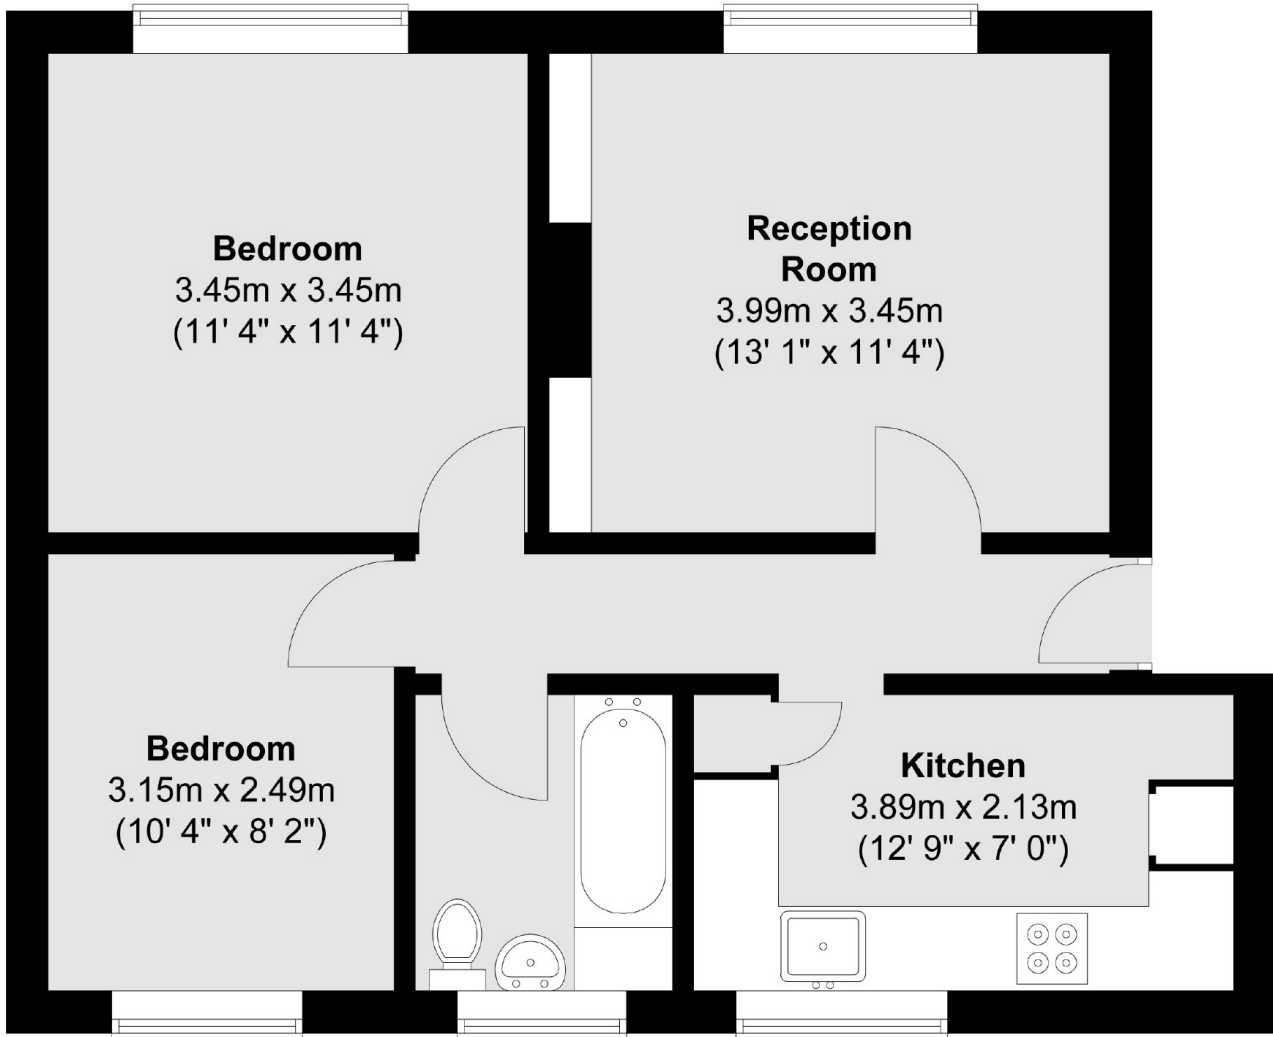 Bedroom
3.45m x 3.45m
(11' 4" x 11' 4")
Reception
Room
3.99m x 3.45m
(13' 1" x 11' 4")
Bedroom
3.15m x 2.49m
(10' 4" x 8' 2")
Kitchen
3.89m x 2.13m
(12' 9" x 7' 0")